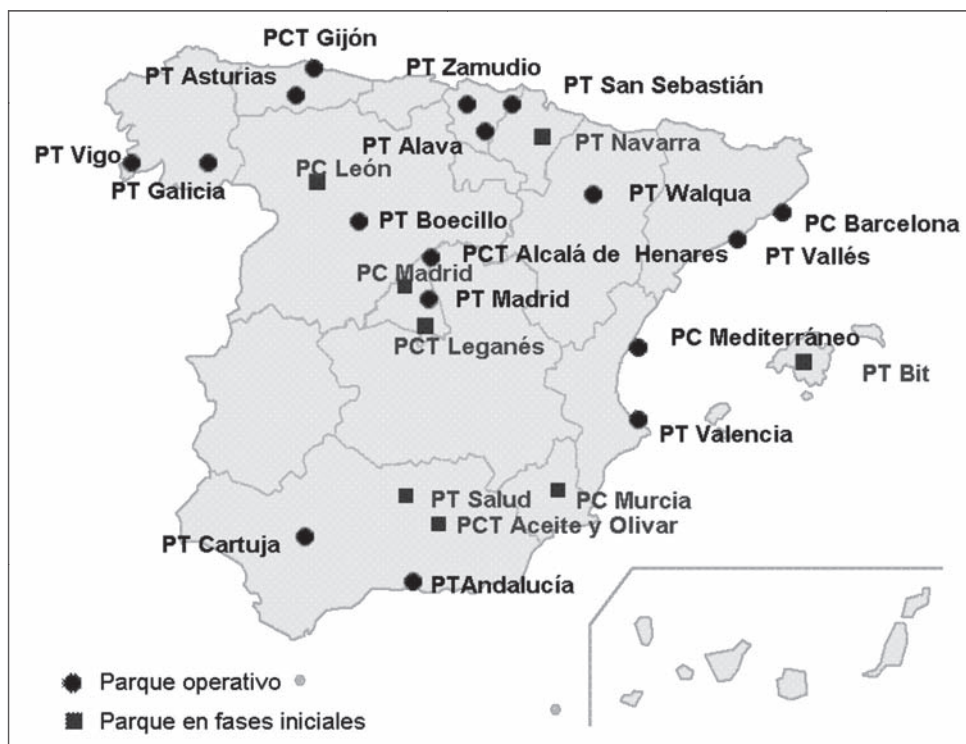 PCT Gijón
PT Asturias
PT Zamudio
PT San Sebastián
PT Alava
PT Navarra
PT Vigo
PC León
PT Galicia
PT Walqua
PT Boecillo
PC Barcelona
PCT Alcalá de Henares
PT Vallés
PC Madrid
PT Madrid
PCT Leganés
PC Mediterráneo
PT Bit
PT Valencia
PT Salud
PC Murcia
PCT Aceite y Olivar
PT Cartuja
PTAndalucía
Parque operativo
Parque en fases iniciales